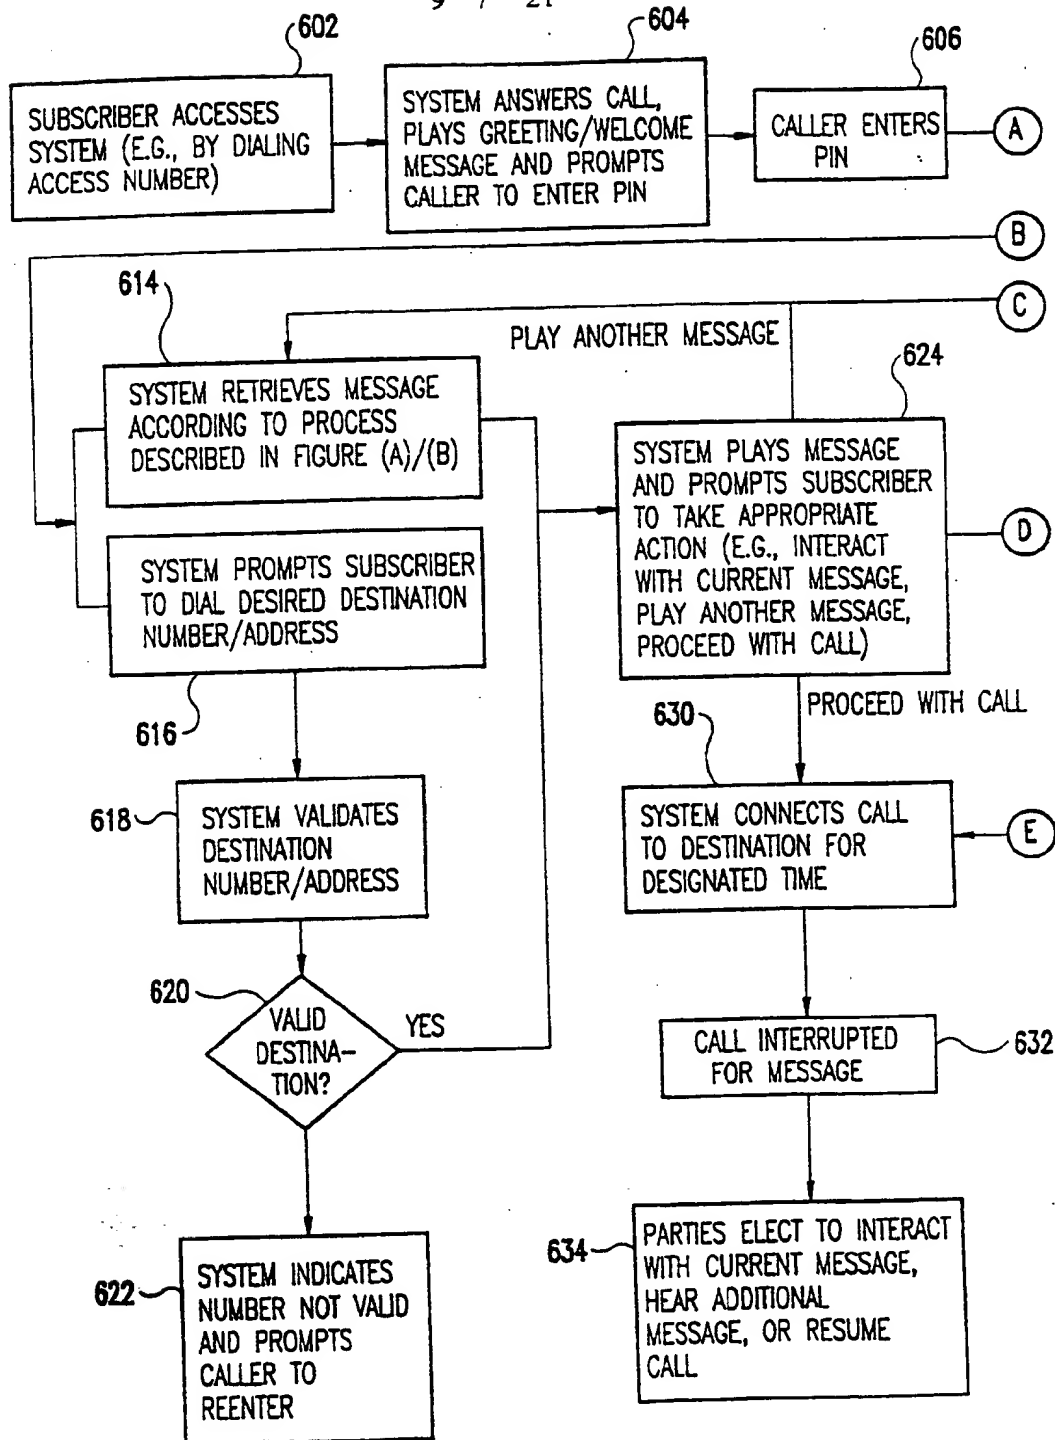 9 / 21
602
604
606
SUBSCRIBER ACCESSES
SYSTEM (E.G., BY DIALING
ACCESS NUMBER)
SYSTEM ANSWERS CALL,
PLAYS GREETING/WELCOME
MESSAGE AND PROMPTS
CALLER TO ENTER PIN
CALLER ENTERS
PIN
A
B
614
C
PLAY ANOTHER MESSAGE
624
SYSTEM RETRIEVES MESSAGE
ACCORDING TO PROCESS
DESCRIBED IN FIGURE (A)/(B)
SYSTEM PLAYS MESSAGE
AND PROMPTS SUBSCRIBER
TO TAKE APPROPRIATE
ACTION (E.G., INTERACT
WITH CURRENT MESSAGE,
PLAY ANOTHER MESSAGE,
PROCEED WITH CALL)
D
SYSTEM PROMPTS SUBSCRIBER
TO DIAL DESIRED DESTINATION
NUMBER/ADDRESS
616
PROCEED WITH CALL
630
618
SYSTEM VALIDATES
DESTINATION
NUMBER/ADDRESS
SYSTEM CONNECTS CALL
TO DESTINATION FOR
DESIGNATED TIME
E
620
VALID
DESTINA-
TION?
YES
CALL INTERRUPTED
FOR MESSAGE
632
622
SYSTEM INDICATES
NUMBER NOT VALID
AND PROMPTS
CALLER TO
REENTER
634
PARTIES ELECT TO INTERACT
WITH CURRENT MESSAGE,
HEAR ADDITIONAL
MESSAGE, OR RESUME
CALL